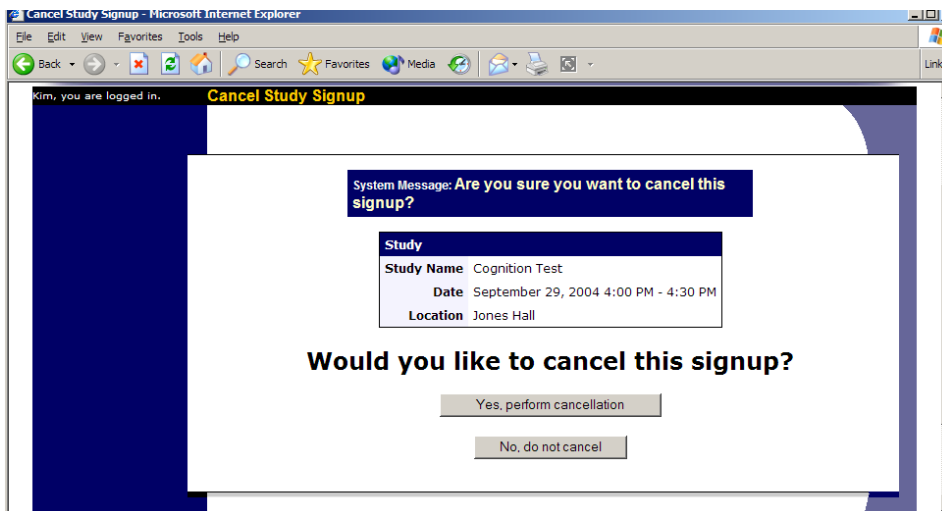 Cancel Study Signup - Microsoft Internet Explorer
File Edit View Favorites Tools Help
Back Search Favorites Media Link
Kim, you are logged in. Cancel Study Signup
System Message: Are you sure you want to cancel this
signup?
Study
Study Name Cognition Test
Date September 29, 2004 4:00 PM - 4:30 PM
Location Jones Hall
Would you like to cancel this signup?
Yes, perform cancellation
No, do not cancel